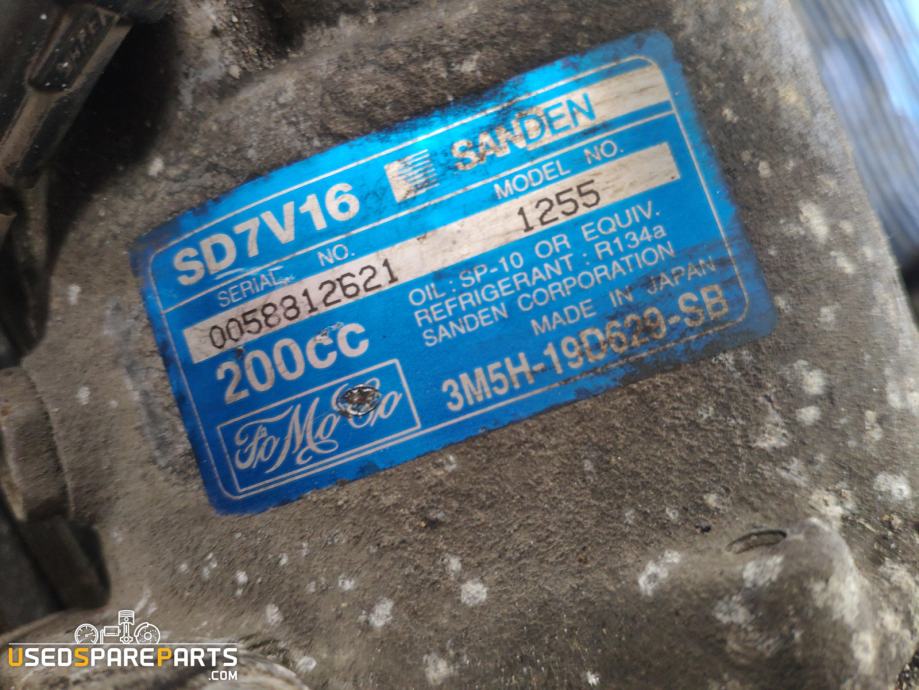 SD7V16 SANDEN
SERIAL NO. MODEL NO.
0058812621 1255
200CC
OIL : SP-10 OR EQUIV.
REFRIGERANT : R134a
SANDEN CORPORATION
MADE IN JAPAN
FoMoCo 3M5H-19D629-SB
USEDSPAREPARTS
.COM